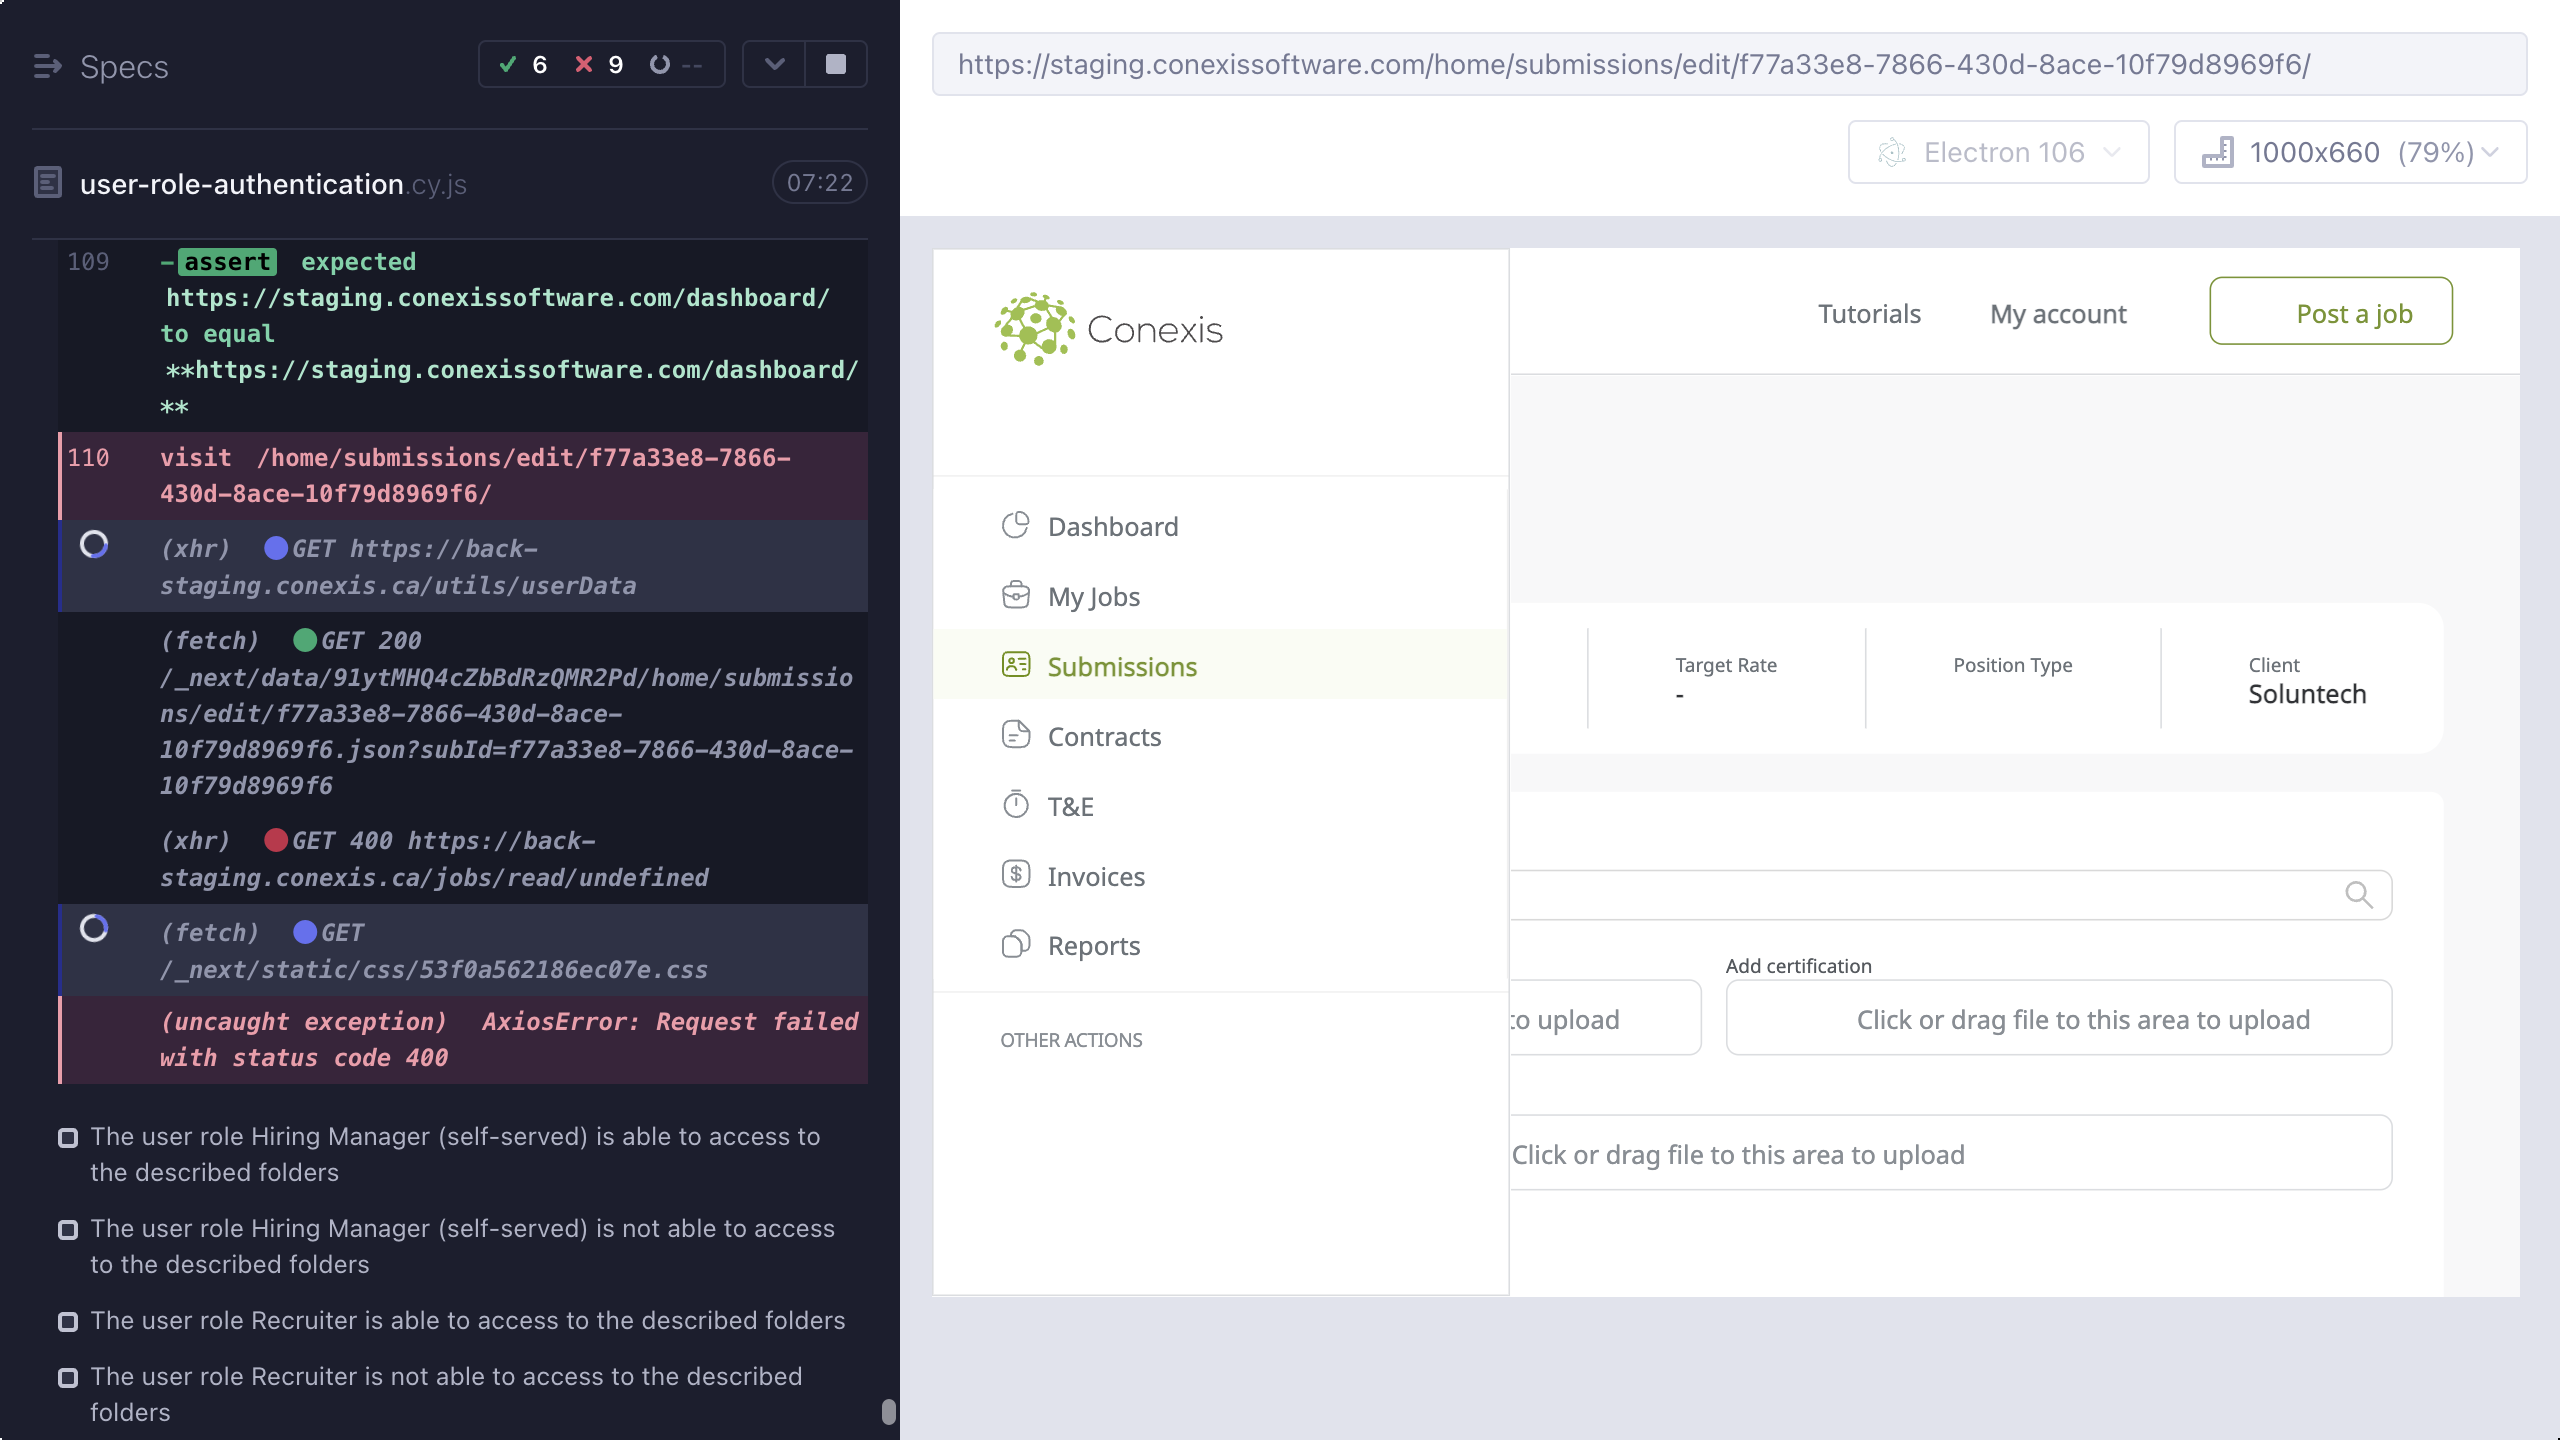 Specs
6 9 --
user-role-authentication.cy.js
07:22
109 -assert expected
https://staging.conexissoftware.com/dashboard/
to equal
**https://staging.conexissoftware.com/dashboard/
**
110 visit /home/submissions/edit/f77a33e8-7866-
430d-8ace-10f79d8969f6/
(xhr) GET https://back-
staging.conexis.ca/utils/userData
(fetch) GET 200
/_next/data/91ytMHQ4cZbBdRzQMR2Pd/home/submissio
ns/edit/f77a33e8-7866-430d-8ace-
10f79d8969f6.json?subId=f77a33e8-7866-430d-8ace-
10f79d8969f6
(xhr) GET 400 https://back-
staging.conexis.ca/jobs/read/undefined
(fetch) GET
/_next/static/css/53f0a562186ec07e.css
(uncaught exception) AxiosError: Request failed
with status code 400
The user role Hiring Manager (self-served) is able to access to
the described folders
The user role Hiring Manager (self-served) is not able to access
to the described folders
The user role Recruiter is able to access to the described folders
The user role Recruiter is not able to access to the described
folders
https://staging.conexissoftware.com/home/submissions/edit/f77a33e8-7866-430d-8ace-10f79d8969f6/
Electron 106
1000x660 (79%)
Conexis
Tutorials
My account
Post a job
Dashboard
My Jobs
Submissions
Contracts
T&E
Invoices
Reports
OTHER ACTIONS
Target Rate
-
Position Type
Client
Soluntech
Add certification
to upload
Click or drag file to this area to upload
Click or drag file to this area to upload